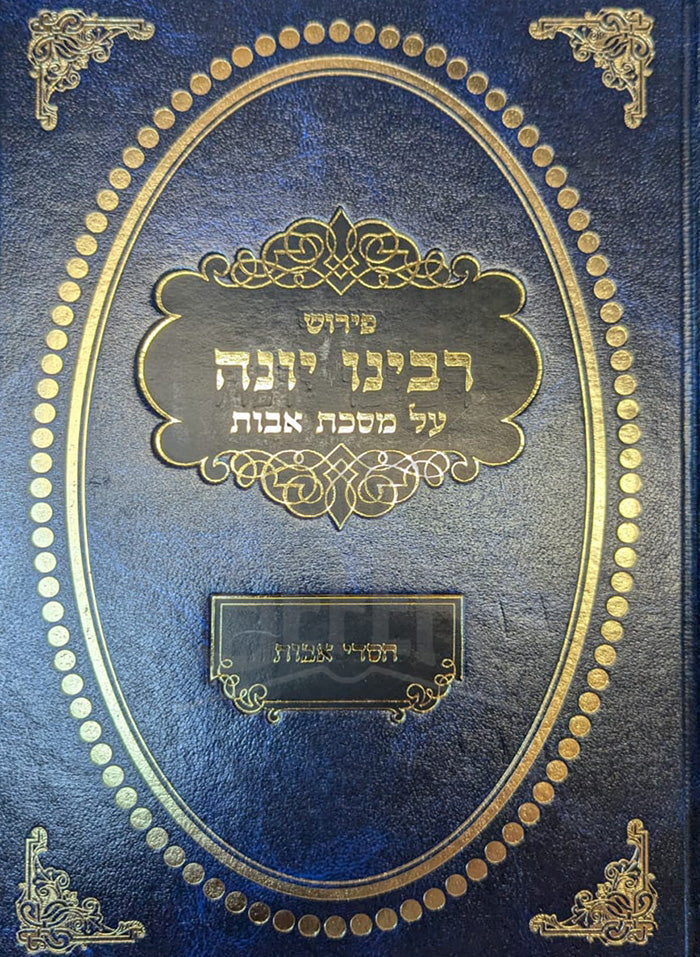 פירוש
רבינו יונה
על מסכת אבות
חסדי אבות